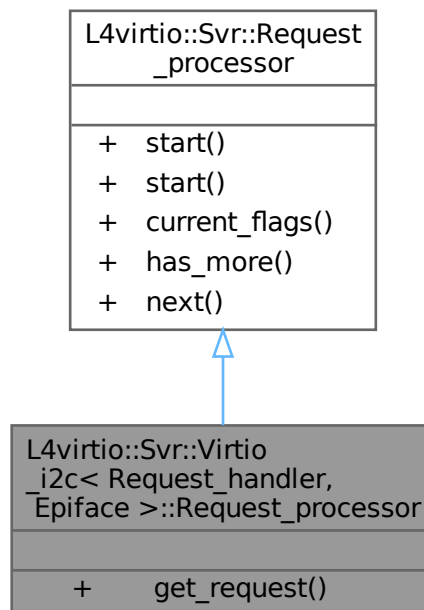 L4virtio::Svr::Request
_processor
+ start()
+ start()
+ current_flags()
+ has_more()
+ next()
L4virtio::Svr::Virtio
_i2c< Request_handler,
Epiface >::Request_processor
+ get_request()